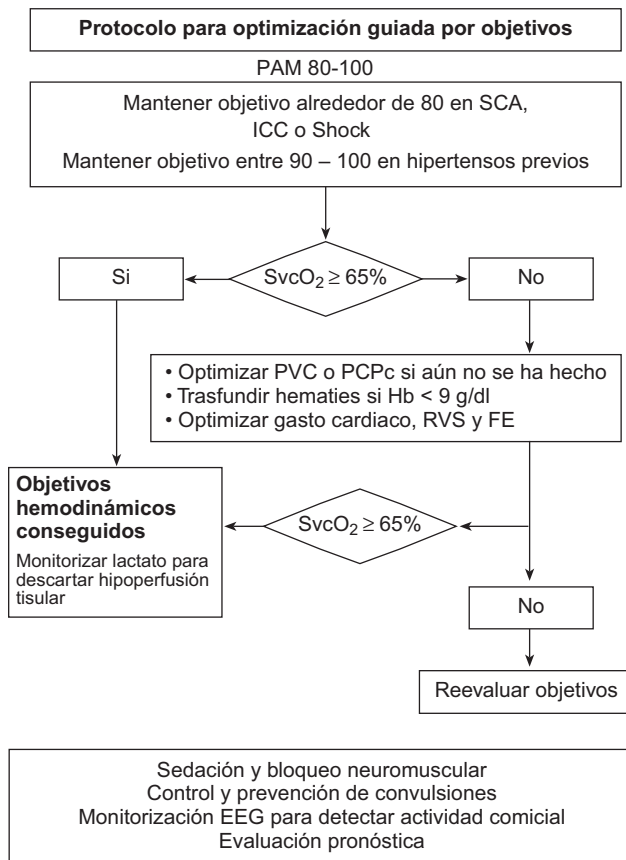 Protocolo para optimización guiada por objetivos
PAM 80-100
Mantener objetivo alrededor de 80 en SCA,
ICC o Shock
Mantener objetivo entre 90 – 100 en hipertensos previos
Si
SvcO₂ ≥ 65%
No
• Optimizar PVC o PCPc si aún no se ha hecho
• Trasfundir hematies si Hb < 9 g/dl
• Optimizar gasto cardiaco, RVS y FE
Objetivos
hemodinámicos
conseguidos
Monitorizar lactato para
descartar hipoperfusión
tisular
SvcO₂ ≥ 65%
No
Reevaluar objetivos
Sedación y bloqueo neuromuscular
Control y prevención de convulsiones
Monitorización EEG para detectar actividad comicial
Evaluación pronóstica